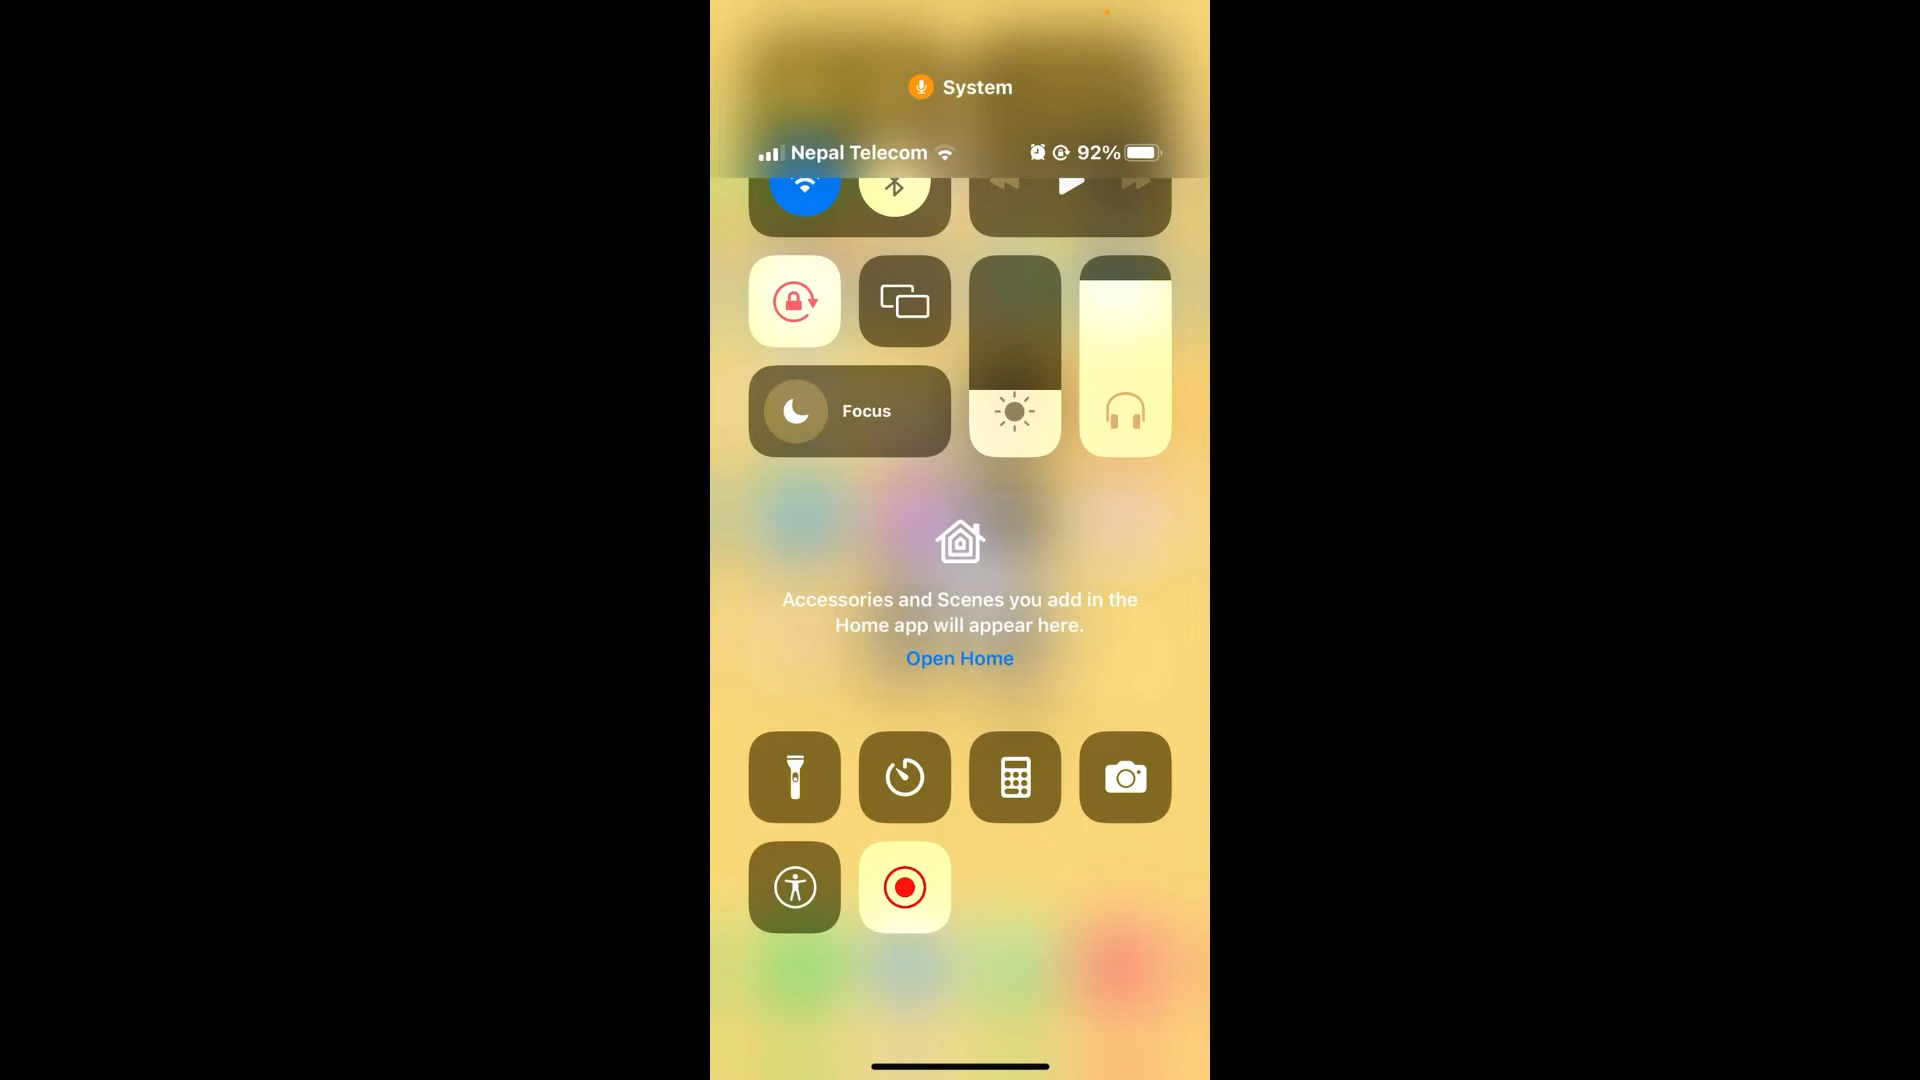 System
Nepal Telecom 92%
Focus
Accessories and Scenes you add in the
Home app will appear here.
Open Home